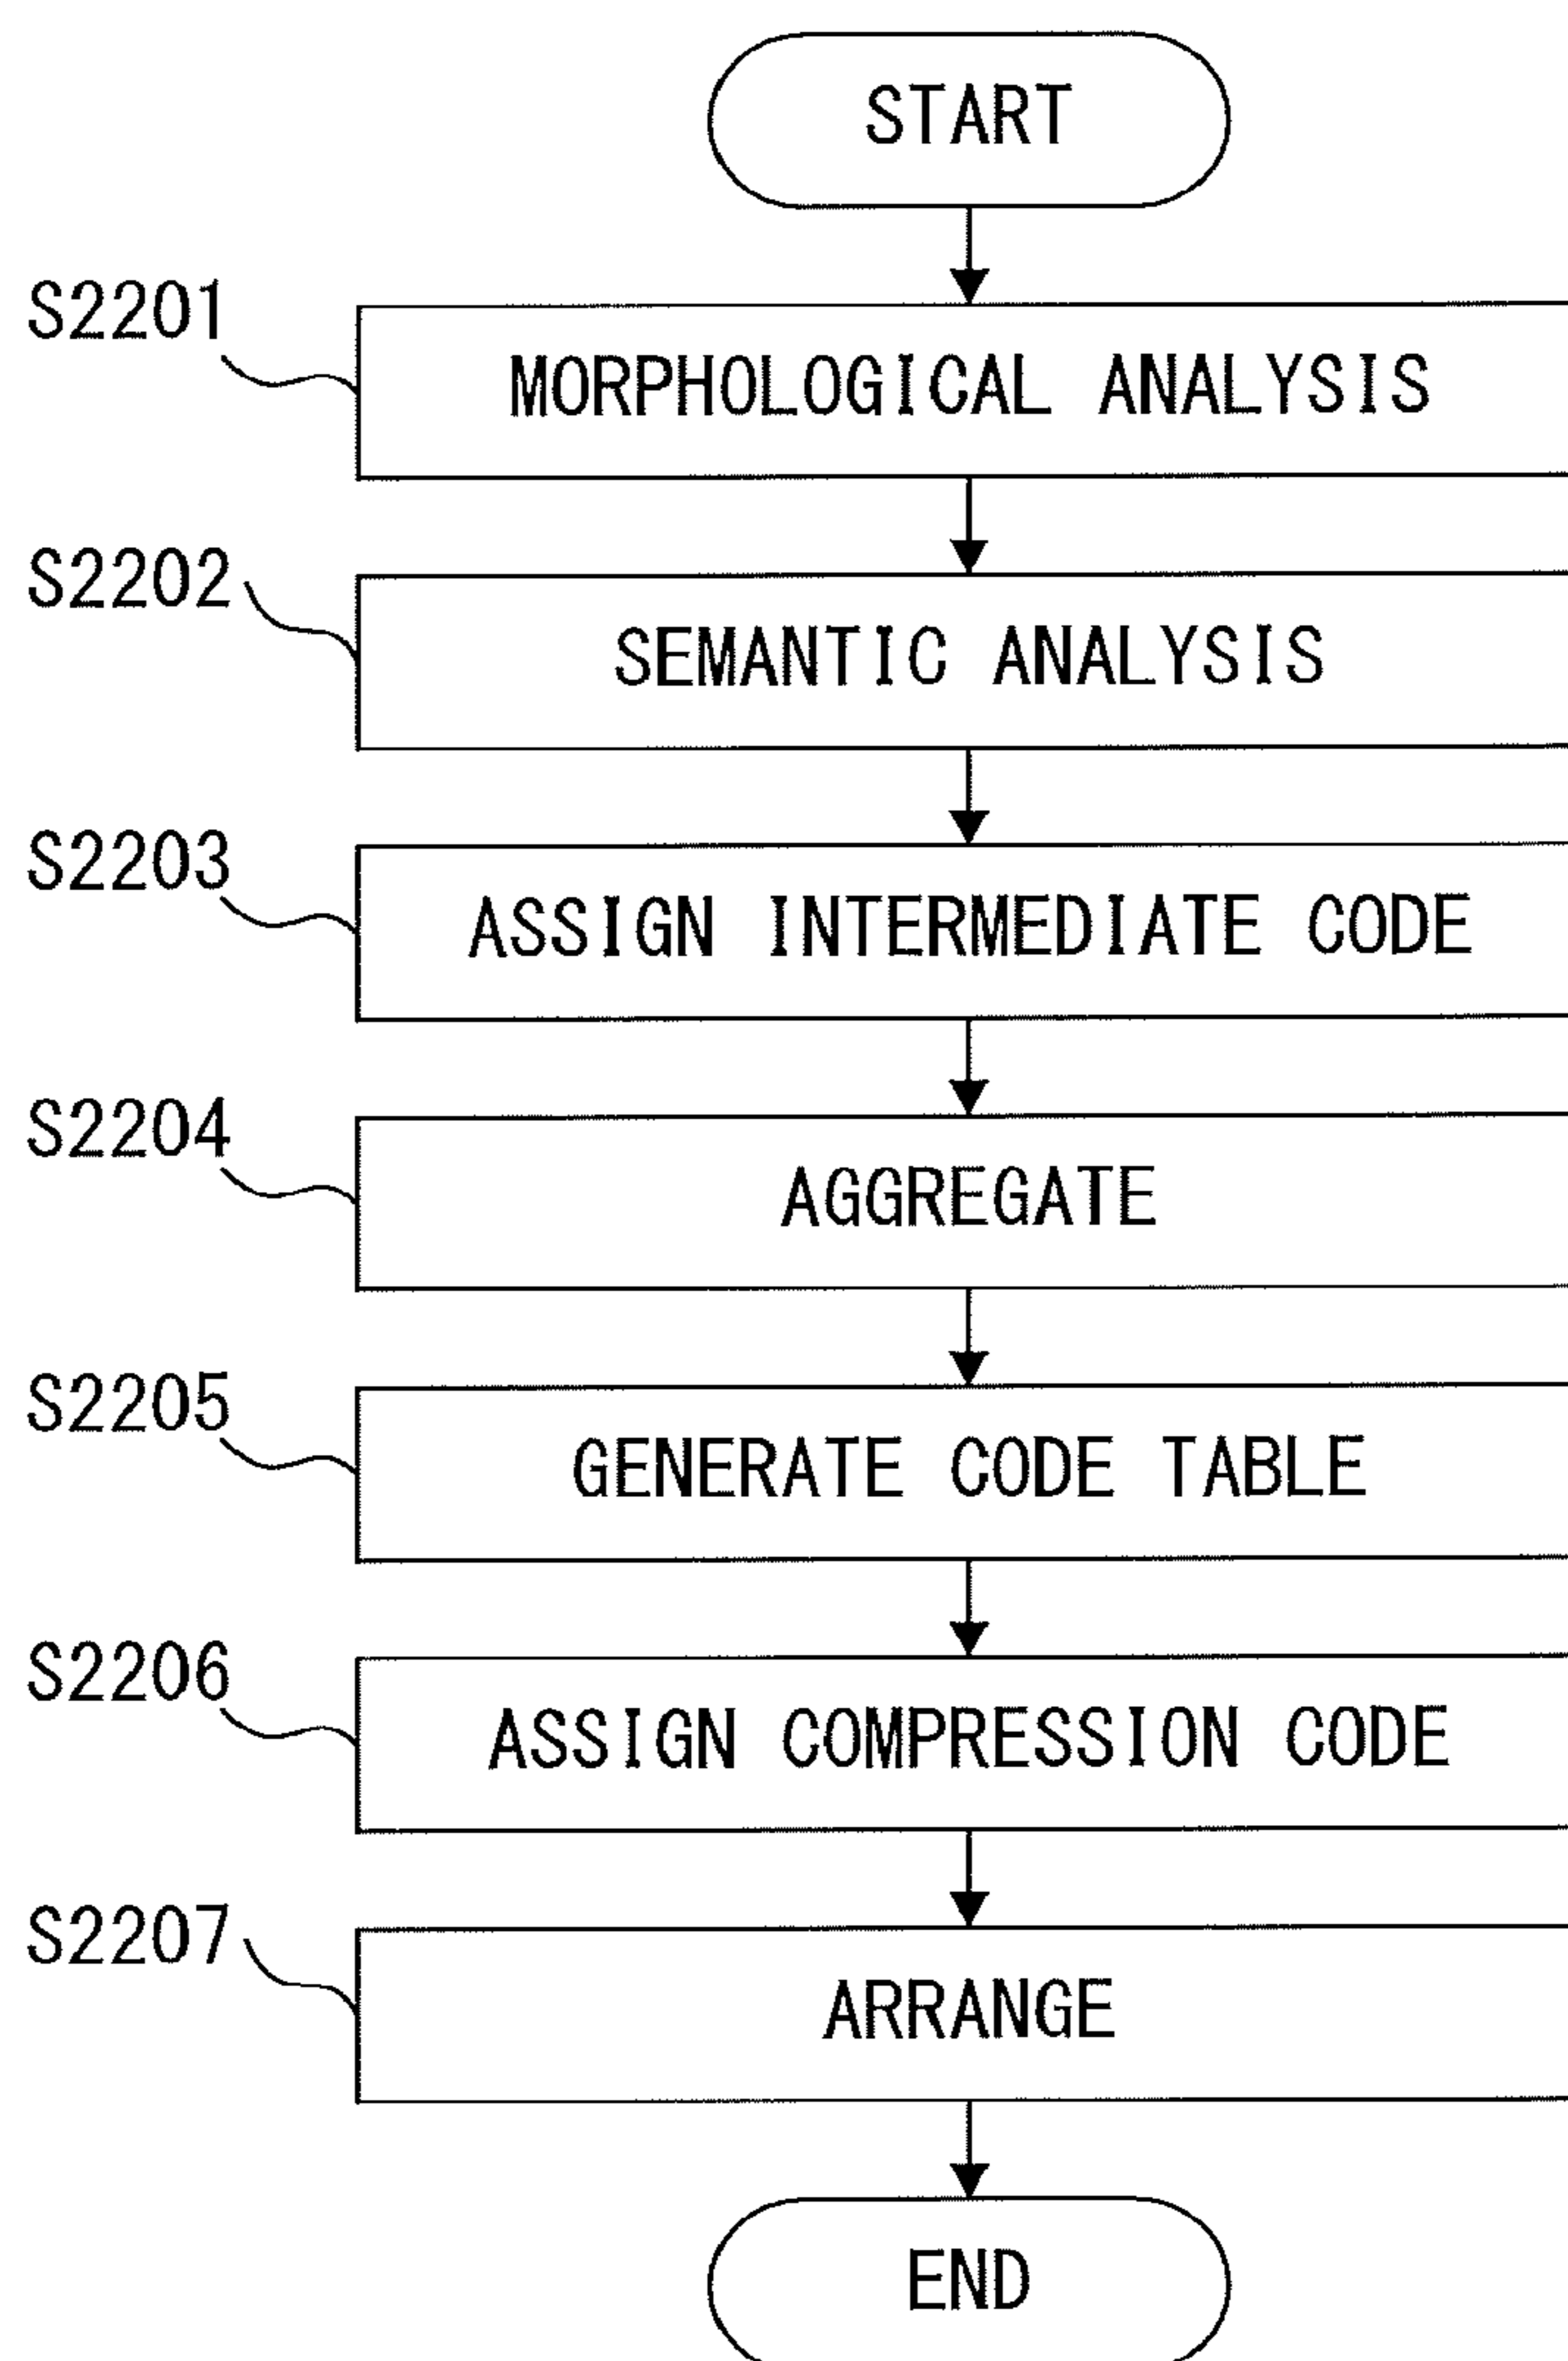 START
S2201
MORPHOLOGICAL ANALYSIS
S2202
SEMANTIC ANALYSIS
S2203
ASSIGN INTERMEDIATE CODE
S2204
AGGREGATE
S2205
GENERATE CODE TABLE
S2206
ASSIGN COMPRESSION CODE
S2207
ARRANGE
END